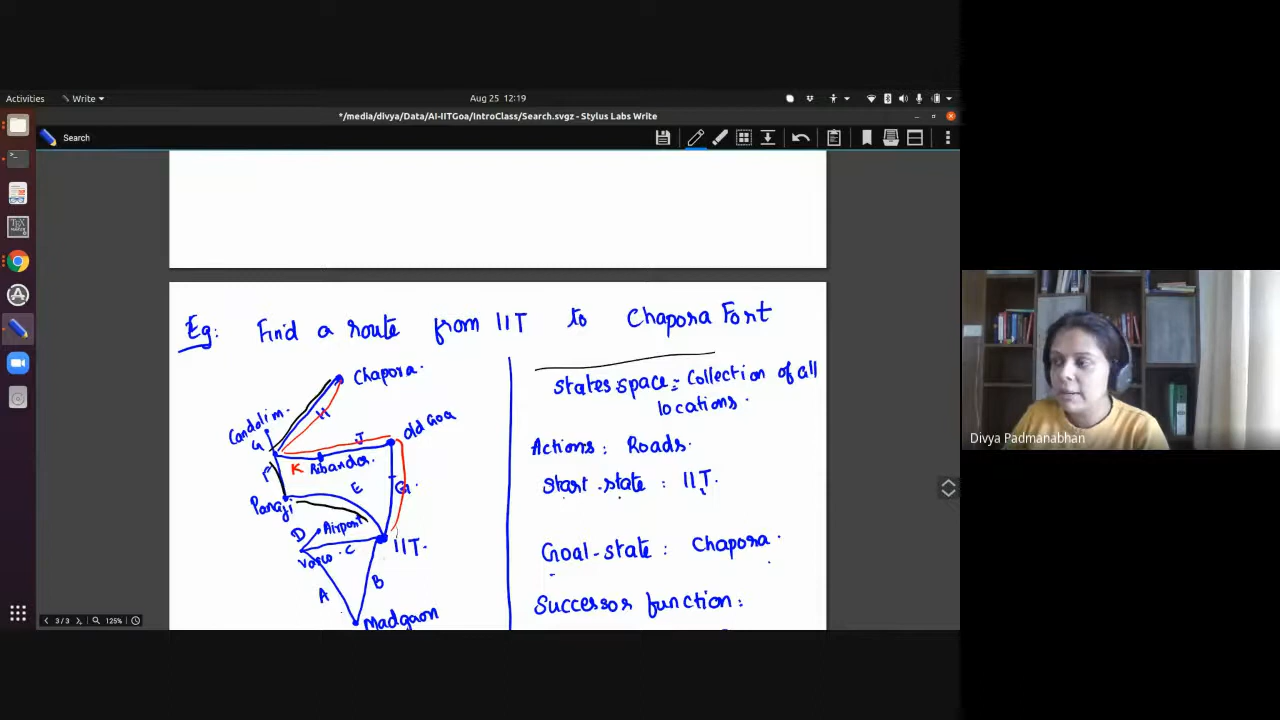 Activities
Write
Aug 25 12:19
*/media/divya/Data/AI-IITGoa/IntroClass/Search.svgz - Stylus Labs Write
Search
Eg: Find a route from IIT to Chapora Fort
Chapora.
Candolim.
G
H
J
Old Goa
K
Ribandar.
F
E
G
Panaji
D
Airport
IIT.
Vasco.
C
A
B
Madgaon
States space = Collection of all
locations.
Actions: Roads.
Start state : IIT.
Goal-state : Chapora.
Successor function :
3/3
125%
Divya Padmanabhan